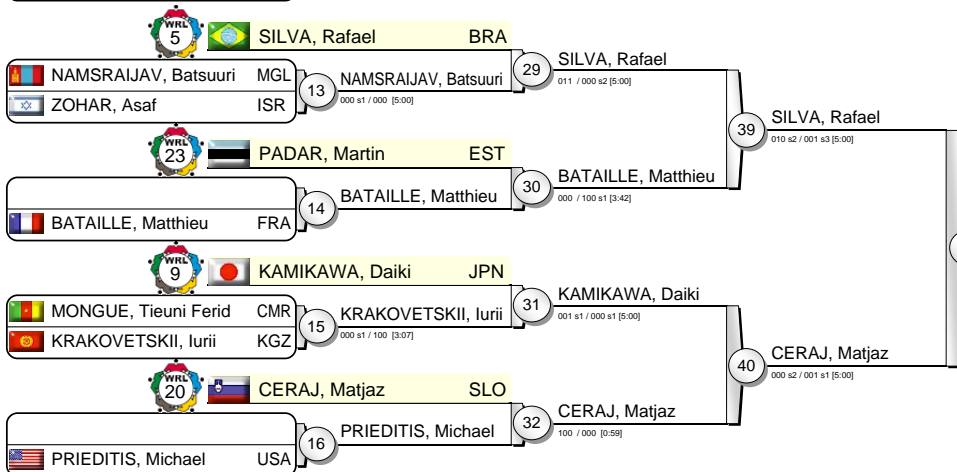 WRL
5
SILVA, Rafael BRA
NAMSRAIJAV, Batsuuri MGL
ZOHAR, Asaf ISR
13
NAMSRAIJAV, Batsuuri
000 s1 / 000 [5:00]
29
SILVA, Rafael
011 / 000 s2 [5:00]
WRL
23
PADAR, Martin EST
BATAILLE, Matthieu FRA
14
BATAILLE, Matthieu
30
BATAILLE, Matthieu
000 / 100 s1 [3:42]
39
SILVA, Rafael
010 s2 / 001 s3 [5:00]
WRL
9
KAMIKAWA, Daiki JPN
MONGUE, Tieuni Ferid CMR
KRAKOVETSKII, Iurii KGZ
15
KRAKOVETSKII, Iurii
000 s1 / 100 [3:07]
31
KAMIKAWA, Daiki
001 s1 / 000 s1 [5:00]
WRL
20
CERAJ, Matjaz SLO
PRIEDITIS, Michael USA
16
PRIEDITIS, Michael
32
CERAJ, Matjaz
100 / 000 [0:59]
40
CERAJ, Matjaz
000 s2 / 001 s1 [5:00]